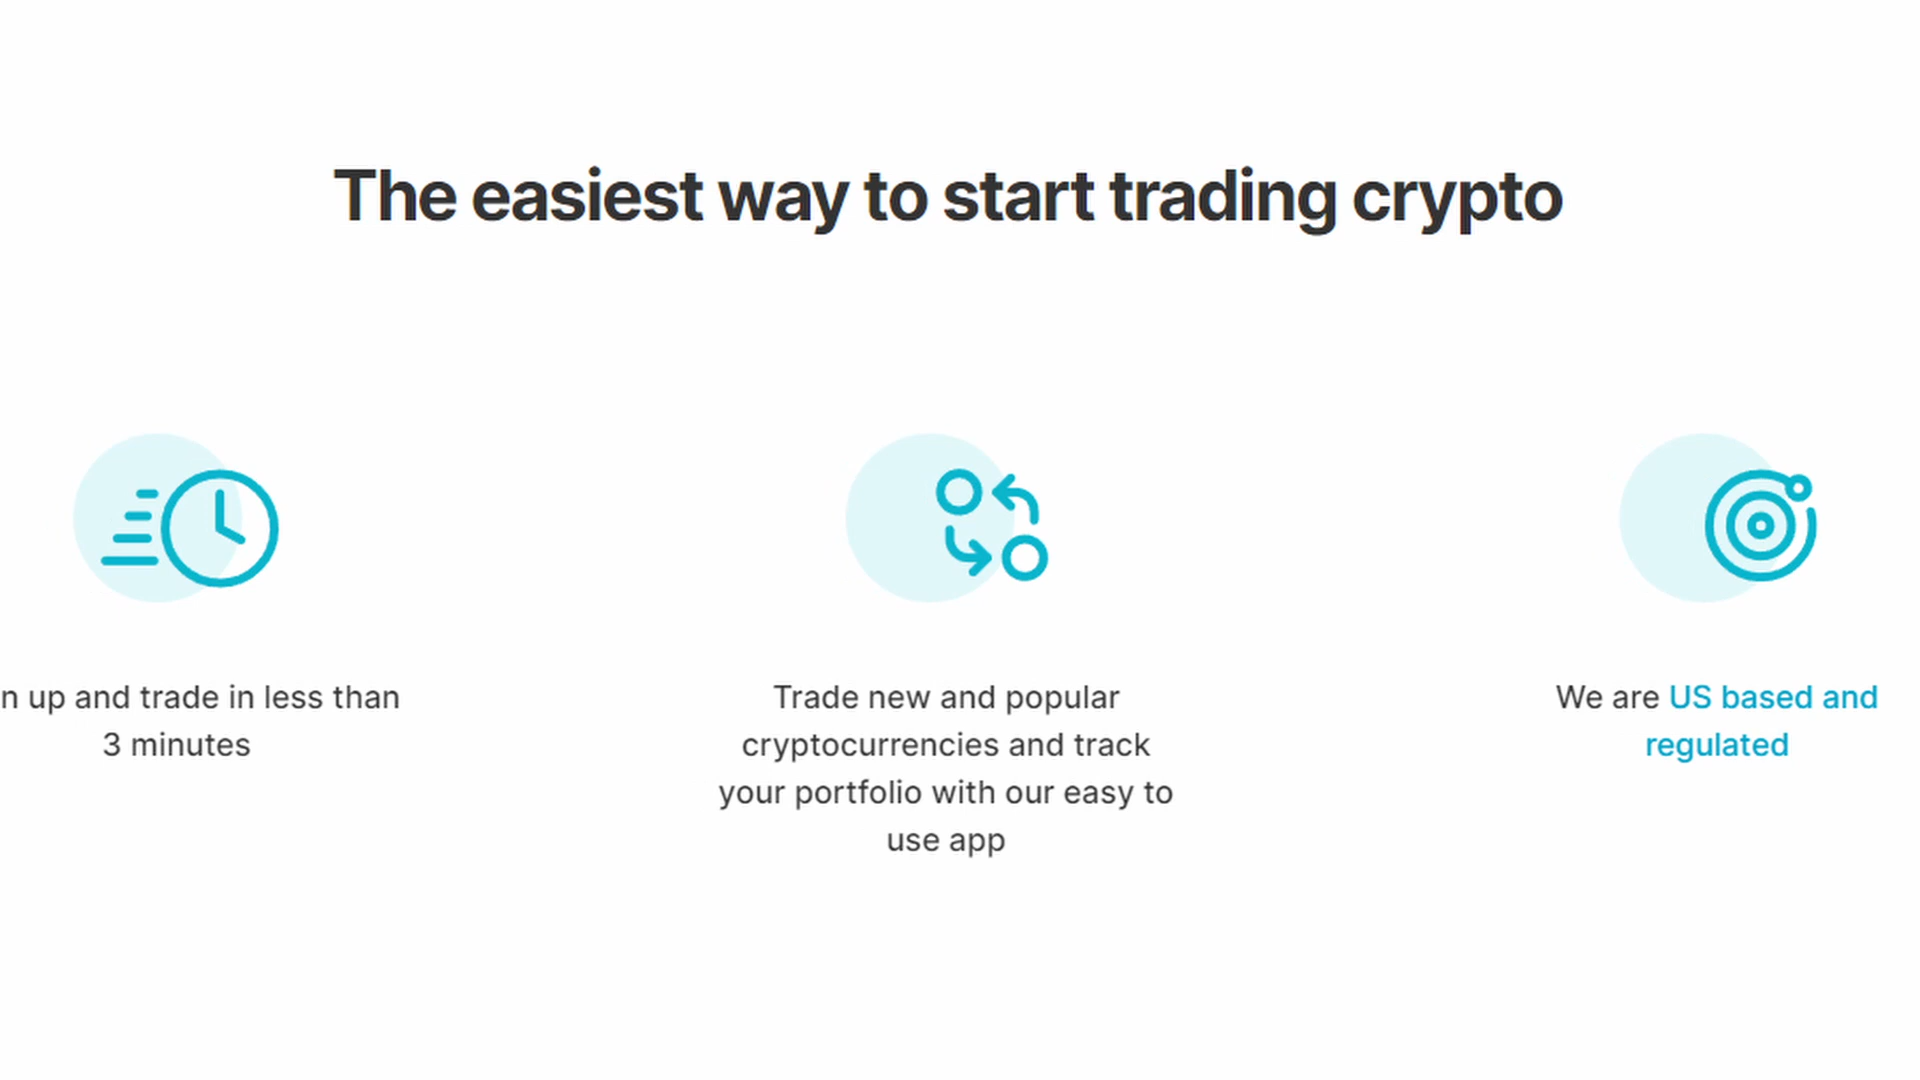 The easiest way to start trading crypto
n up and trade in less than
3 minutes
Trade new and popular
cryptocurrencies and track
your portfolio with our easy to
use app
We are US based and
regulated